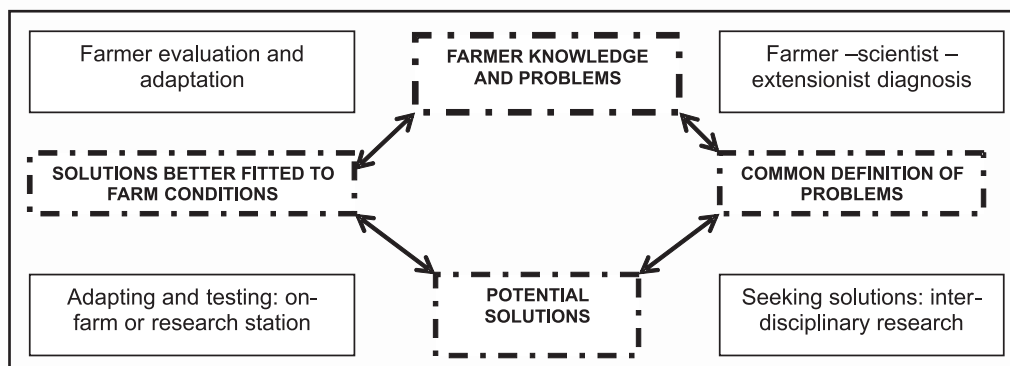 Farmer evaluation and
adaptation
FARMER KNOWLEDGE
AND PROBLEMS
Farmer –scientist –
extensionist diagnosis
SOLUTIONS BETTER FITTED TO
FARM CONDITIONS
COMMON DEFINITION OF
PROBLEMS
Adapting and testing: on-
farm or research station
POTENTIAL
SOLUTIONS
Seeking solutions: inter-
disciplinary research